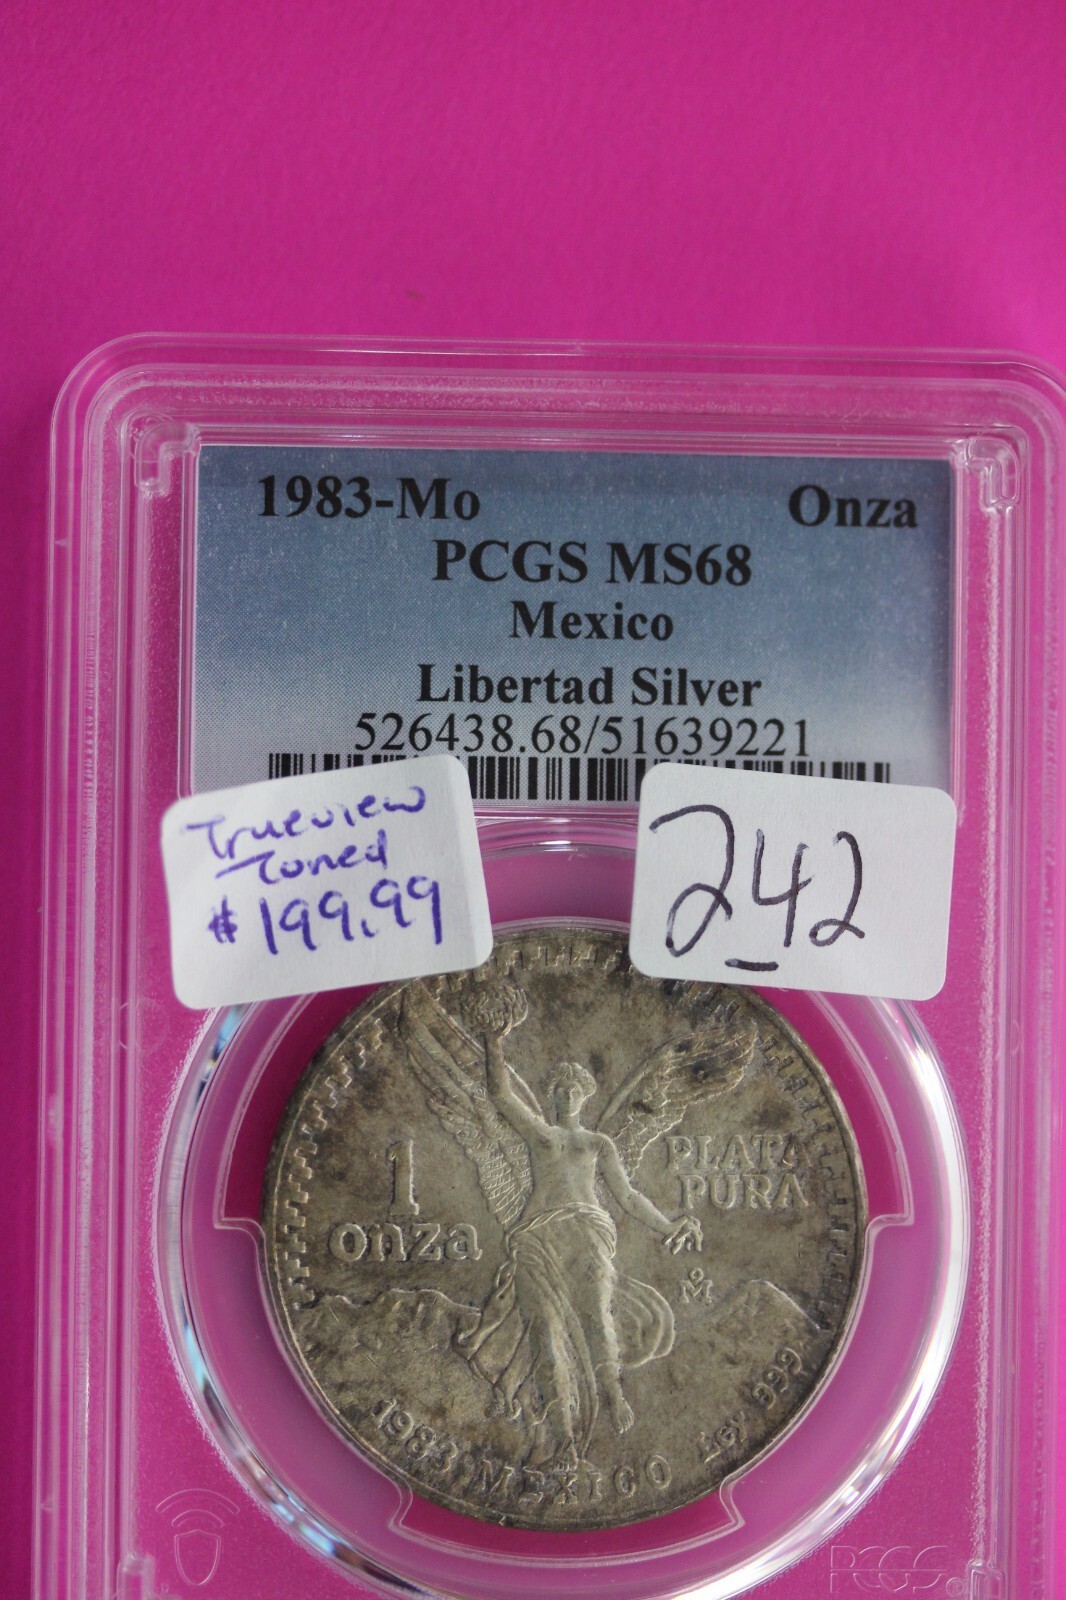 1983-Mo Onza
PCGS MS68
Mexico
Libertad Silver
526438.68/51639221
Trueview
Toned
$199.99
242
1
onza
PLATA
PURA
Mo
1983 MEXICO Ley .999
PCGS